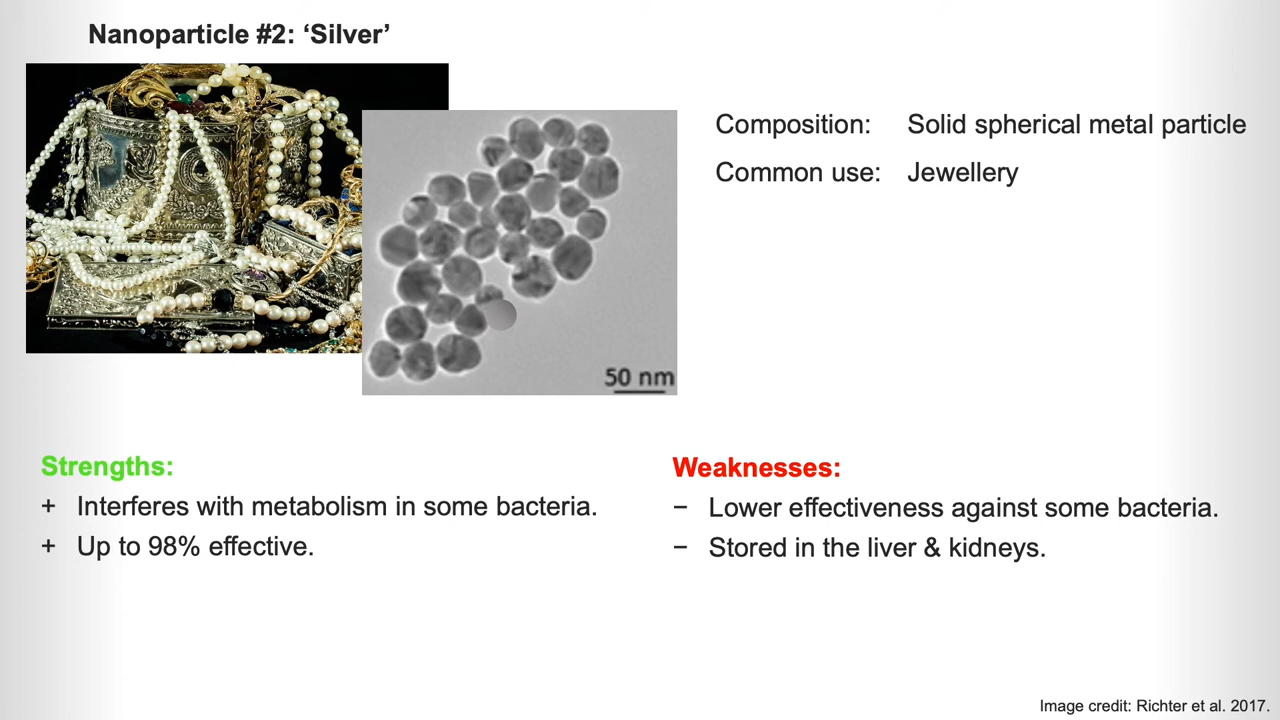 Nanoparticle #2: ‘Silver’
Composition: Solid spherical metal particle
Common use: Jewellery
50 nm
Strengths:
+ Interferes with metabolism in some bacteria.
+ Up to 98% effective.
Weaknesses:
− Lower effectiveness against some bacteria.
− Stored in the liver & kidneys.
Image credit: Richter et al. 2017.